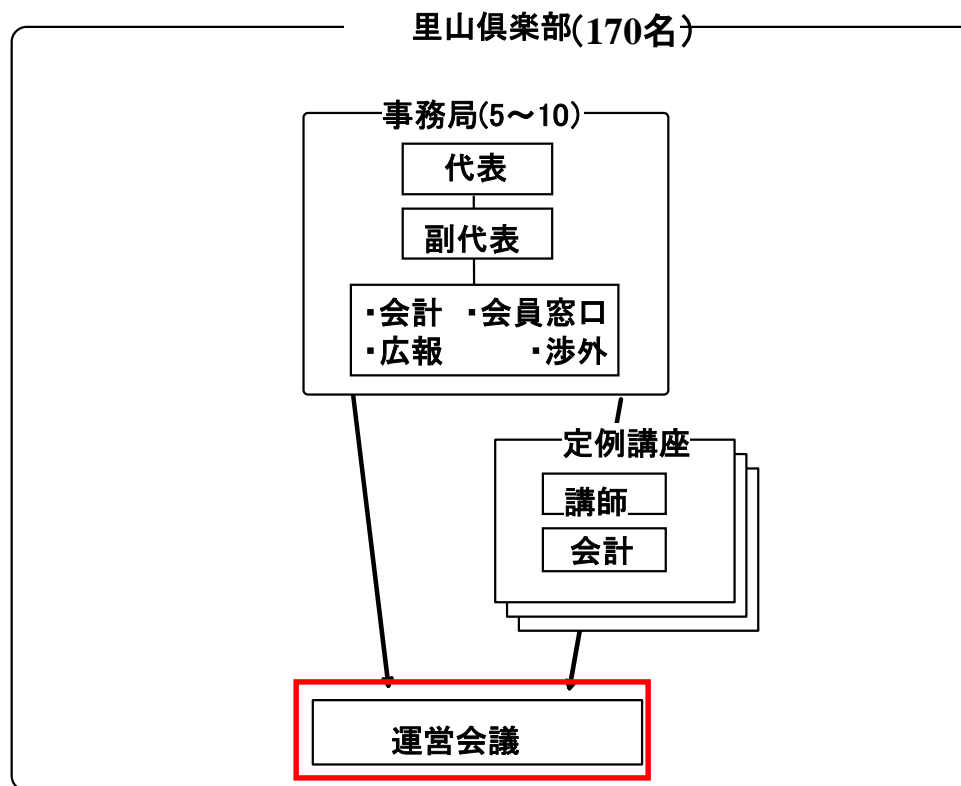 里山倶楽部(170名)
事務局(5～10)
代表
副代表
・会計 ・会員窓口
・広報 ・渉外
定例講座
講師
会計
運営会議